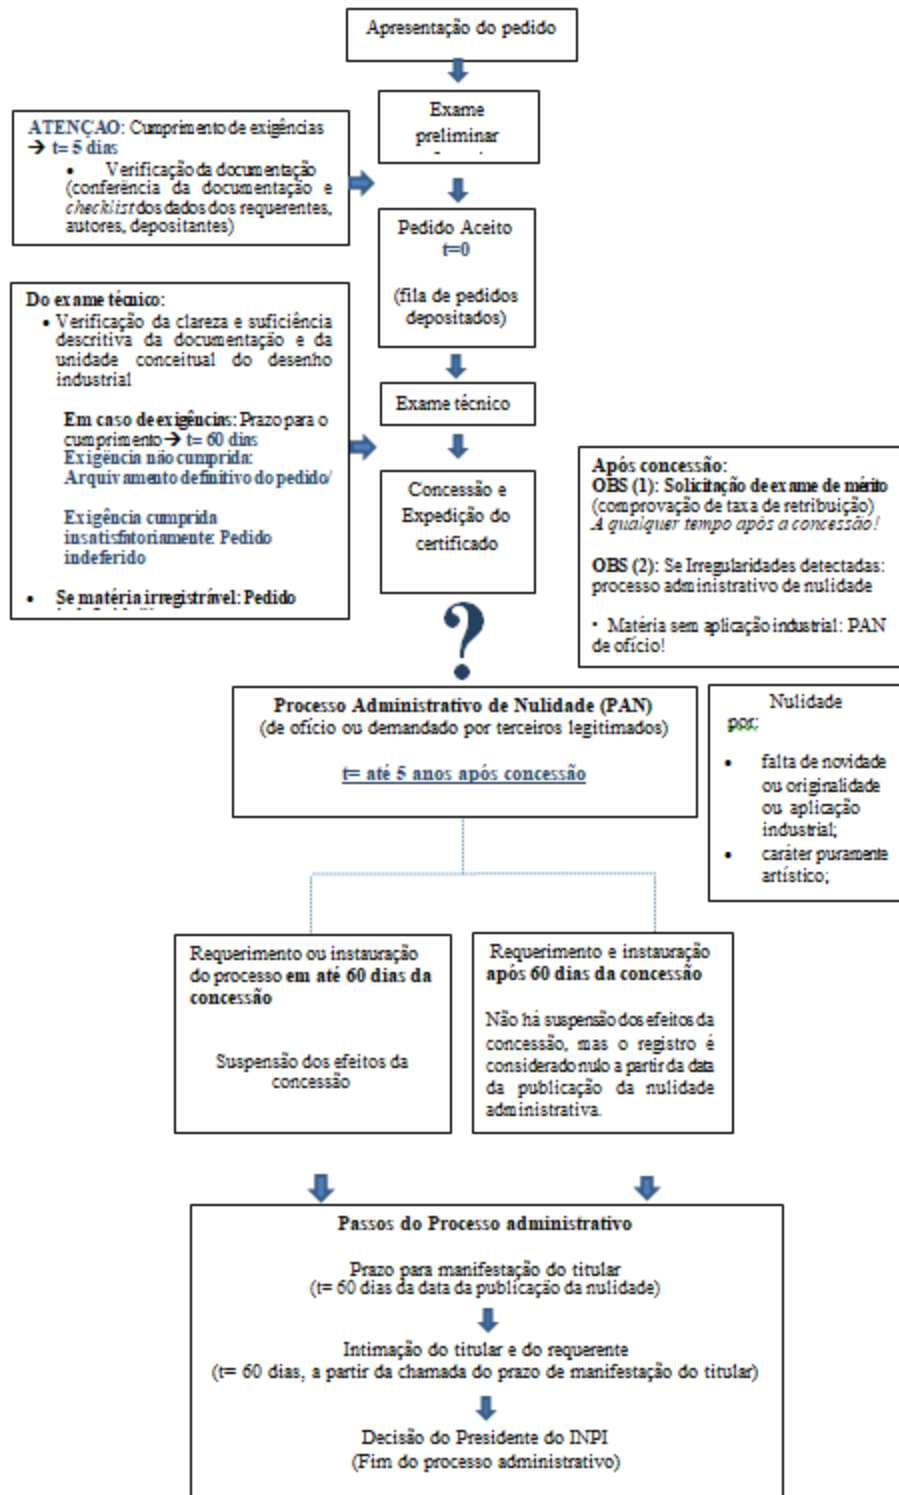 Apresentação do pedido
Exame
preliminar
ATENÇAO: Cumprimento de exigências
→ t= 5 dias
• Verificação da documentação
(conferência da documentação e
checklist dos dados dos requerentes,
autores, depositantes)
Pedido Aceito
t=0
(fila de pedidos
depositados)
Do exame técnico:
• Verificação da clareza e suficiência
descritiva da documentação e da
unidade conceitual do desenho
industrial
Em caso de exigências: Prazo para o
cumprimento → t= 60 dias
Exigência não cumprida:
Arquivamento definitivo do pedido/
Exigência cumprida
insatisfatoriamente: Pedido
indeferido
• Se matéria irregistrável: Pedido
Exame técnico
Concessão e
Expedição do
certificado
Após concessão:
OBS (1): Solicitação de exame de mérito
(comprovação de taxa de retribuição)
A qualquer tempo após a concessão!
OBS (2): Se Irregularidades detectadas:
processo administrativo de nulidade
• Matéria sem aplicação industrial: PAN
de ofício!
?
Processo Administrativo de Nulidade (PAN)
(de ofício ou demandado por terceiros legitimados)
t= até 5 anos após concessão
Nulidade
por:
• falta de novidade
ou originalidade
ou aplicação
industrial;
• caráter puramente
artístico;
Requerimento ou instauração
do processo em até 60 dias da
concessão
Suspensão dos efeitos da
concessão
Requerimento e instauração
após 60 dias da concessão
Não há suspensão dos efeitos da
concessão, mas o registro é
considerado nulo a partir da data
da publicação da nulidade
administrativa.
Passos do Processo administrativo
Prazo para manifestação do titular
(t= 60 dias da data da publicação da nulidade)
Intimação do titular e do requerente
(t= 60 dias, a partir da chamada do prazo de manifestação do titular)
Decisão do Presidente do INPI
(Fim do processo administrativo)